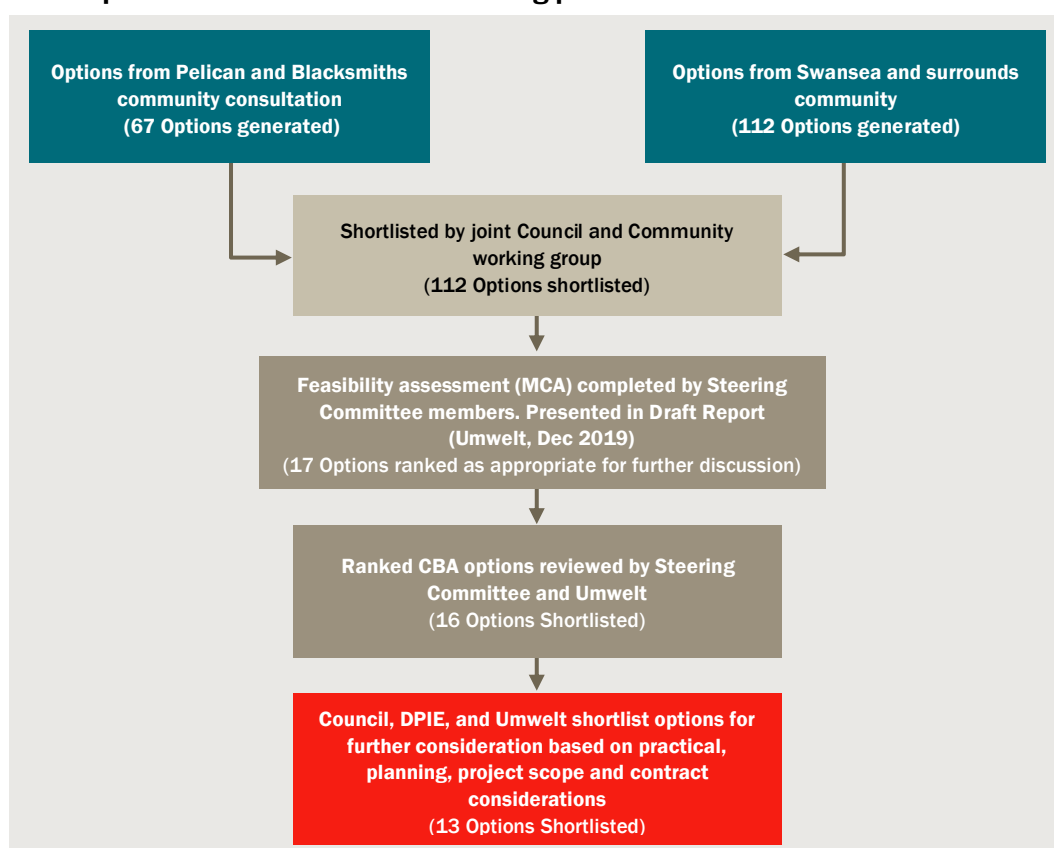 Options from Pelican and Blacksmiths
community consultation
(67 Options generated)
Options from Swansea and surrounds
community
(112 Options generated)
Shortlisted by joint Council and Community
working group
(112 Options shortlisted)
Feasibility assessment (MCA) completed by Steering
Committee members. Presented in Draft Report
(Umwelt, Dec 2019)
(17 Options ranked as appropriate for further discussion)
Ranked CBA options reviewed by Steering
Committee and Umwelt
(16 Options Shortlisted)
Council, DPIE, and Umwelt shortlist options for
further consideration based on practical,
planning, project scope and contract
considerations
(13 Options Shortlisted)